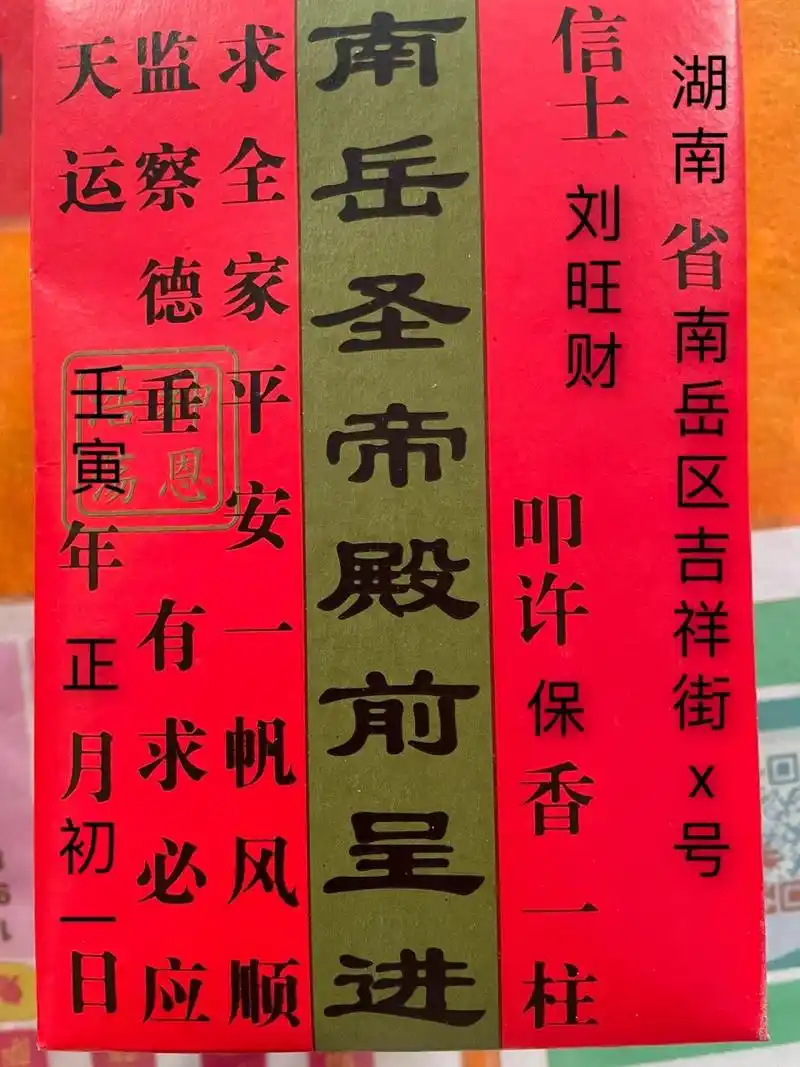 湖南省南岳区吉祥街x号
信士刘旺财叩许保香一柱
南岳圣帝殿前呈进
求全家平安一帆风顺
监察德垂有求必应
天运壬寅年正月初一日
恩